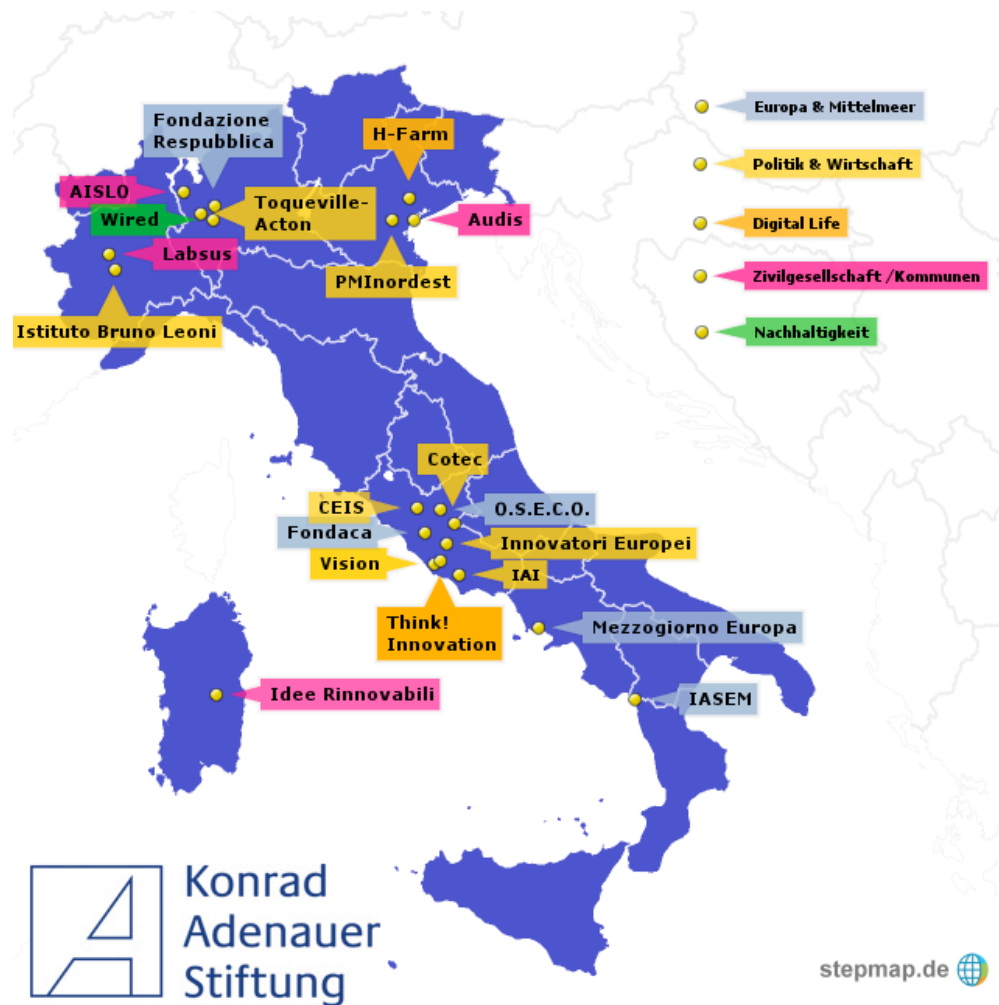 Fondazione
Respubblica
H-Farm
AISLO
Wired
Toqueville-
Acton
Audis
Labsus
PMInordest
Istituto Bruno Leoni
Europa & Mittelmeer
Politik & Wirtschaft
Digital Life
Zivilgesellschaft /Kommunen
Nachhaltigkeit
Cotec
CEIS
O.S.E.C.O.
Fondaca
Innovatori Europei
Vision
IAI
Think!
Innovation
Mezzogiorno Europa
Idee Rinnovabili
IASEM
Konrad
Adenauer
Stiftung
stepmap.de